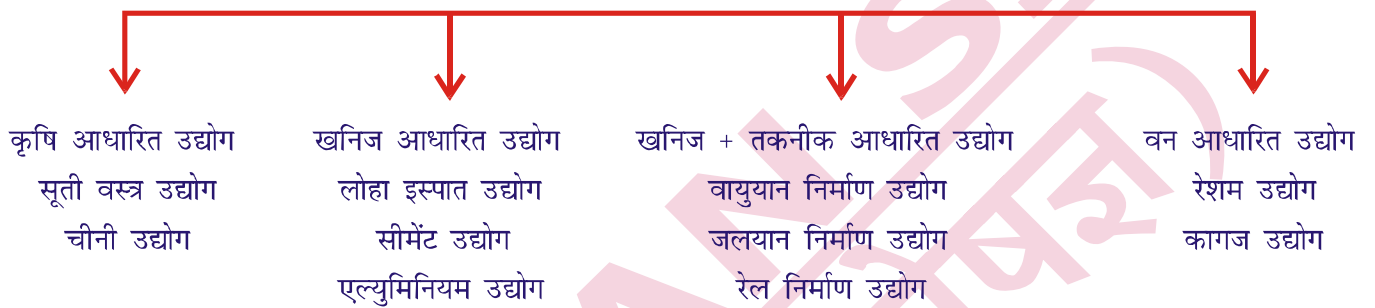 कृषि आधारित उद्योग
सूती वस्त्र उद्योग
चीनी उद्योग
खनिज आधारित उद्योग
लोहा इस्पात उद्योग
सीमेंट उद्योग
एल्युमिनियम उद्योग
खनिज + तकनीक आधारित उद्योग
वायुयान निर्माण उद्योग
जलयान निर्माण उद्योग
रेल निर्माण उद्योग
वन आधारित उद्योग
रेशम उद्योग
कागज उद्योग